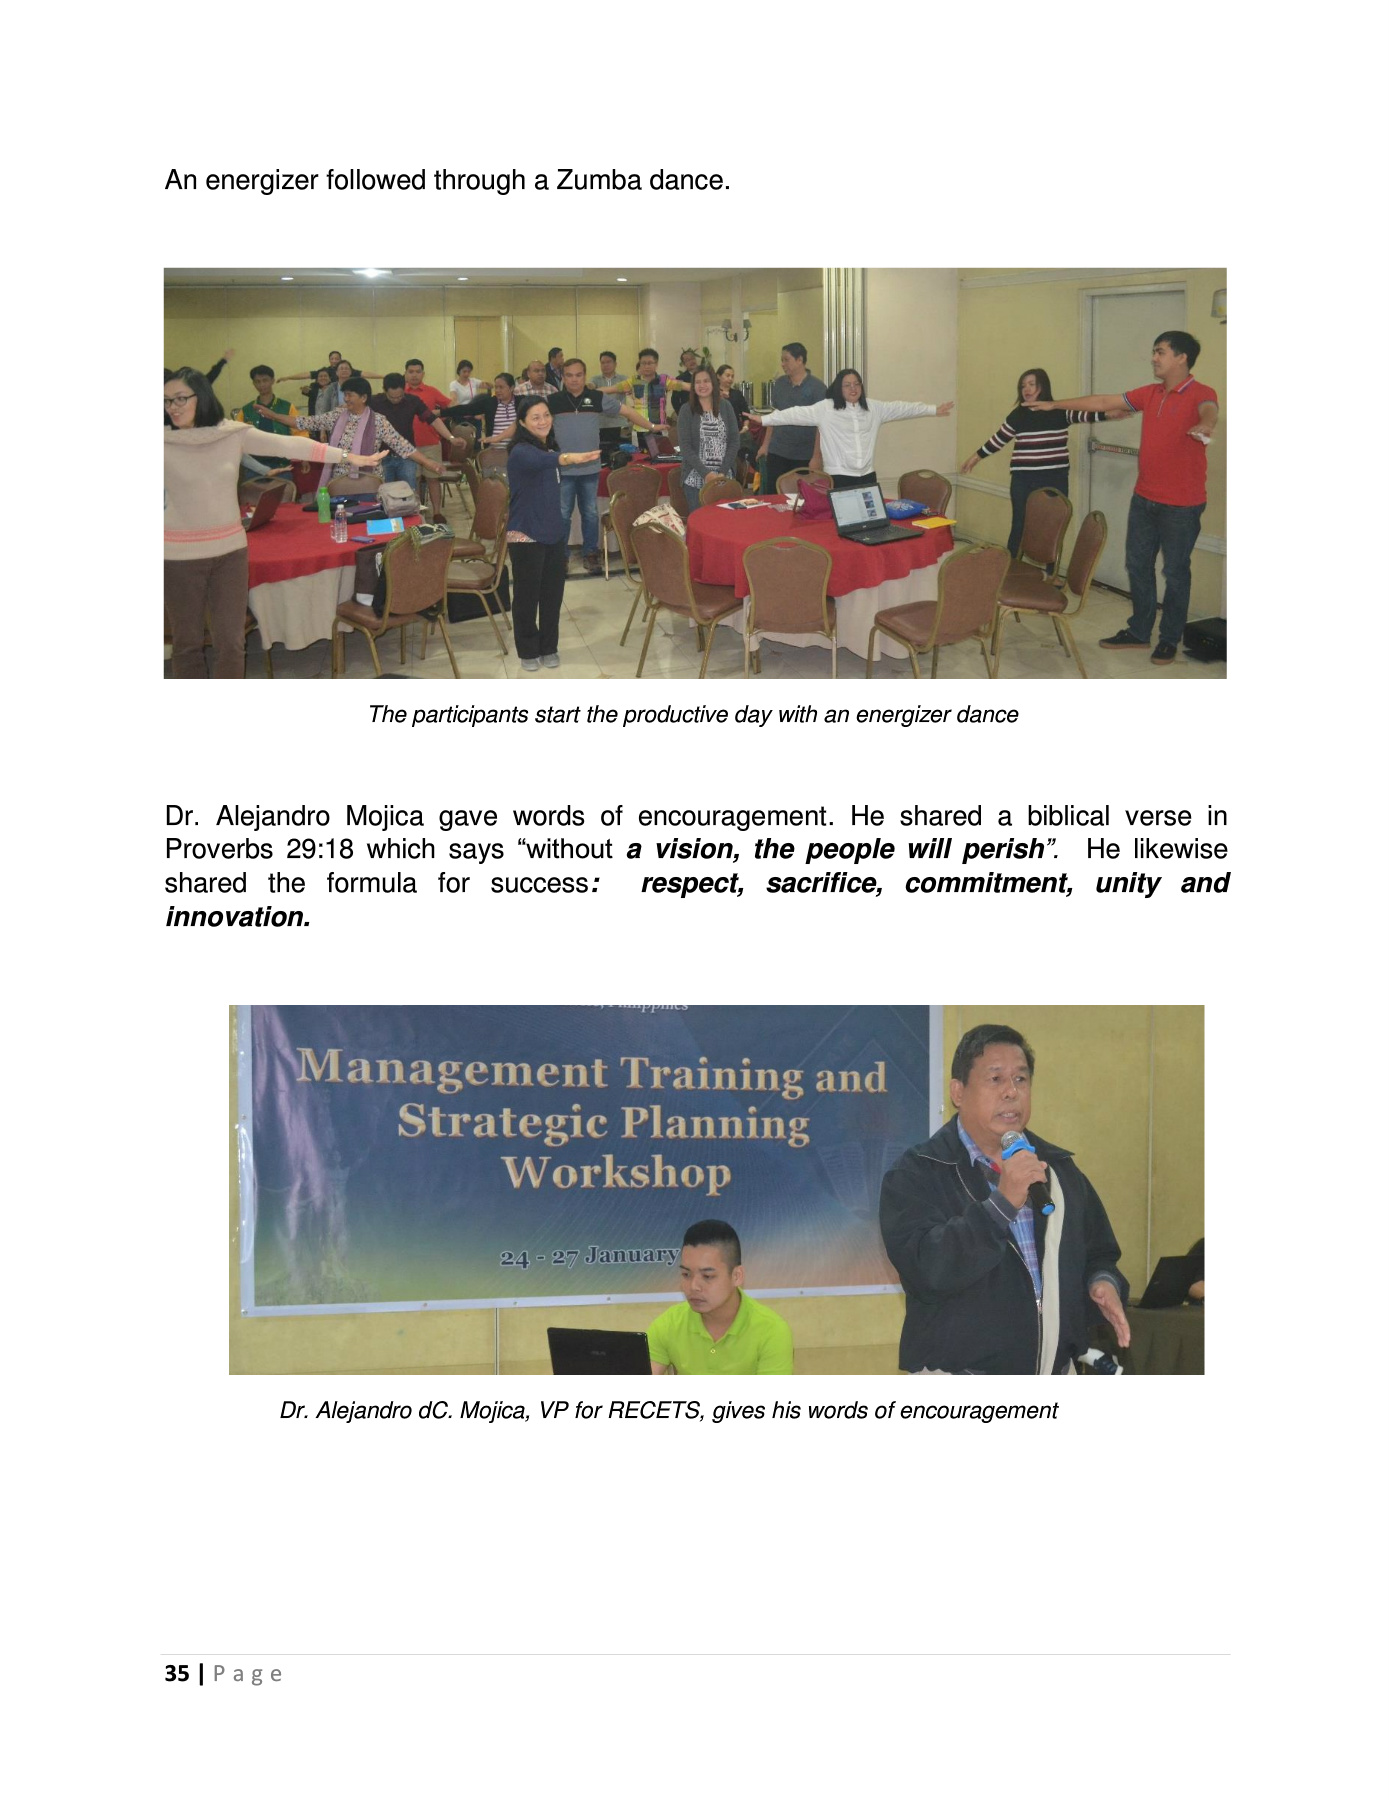 An energizer followed through a Zumba dance.
The participants start the productive day with an energizer dance
Dr. Alejandro Mojica gave words of encouragement. He shared a biblical verse in
Proverbs 29:18 which says “without a vision, the people will perish”. He likewise
shared the formula for success: respect, sacrifice, commitment, unity and
innovation.
Philippines
Management Training and
Strategic Planning
Workshop
24 - 27 January
Dr. Alejandro dC. Mojica, VP for RECETS, gives his words of encouragement
35 | Page